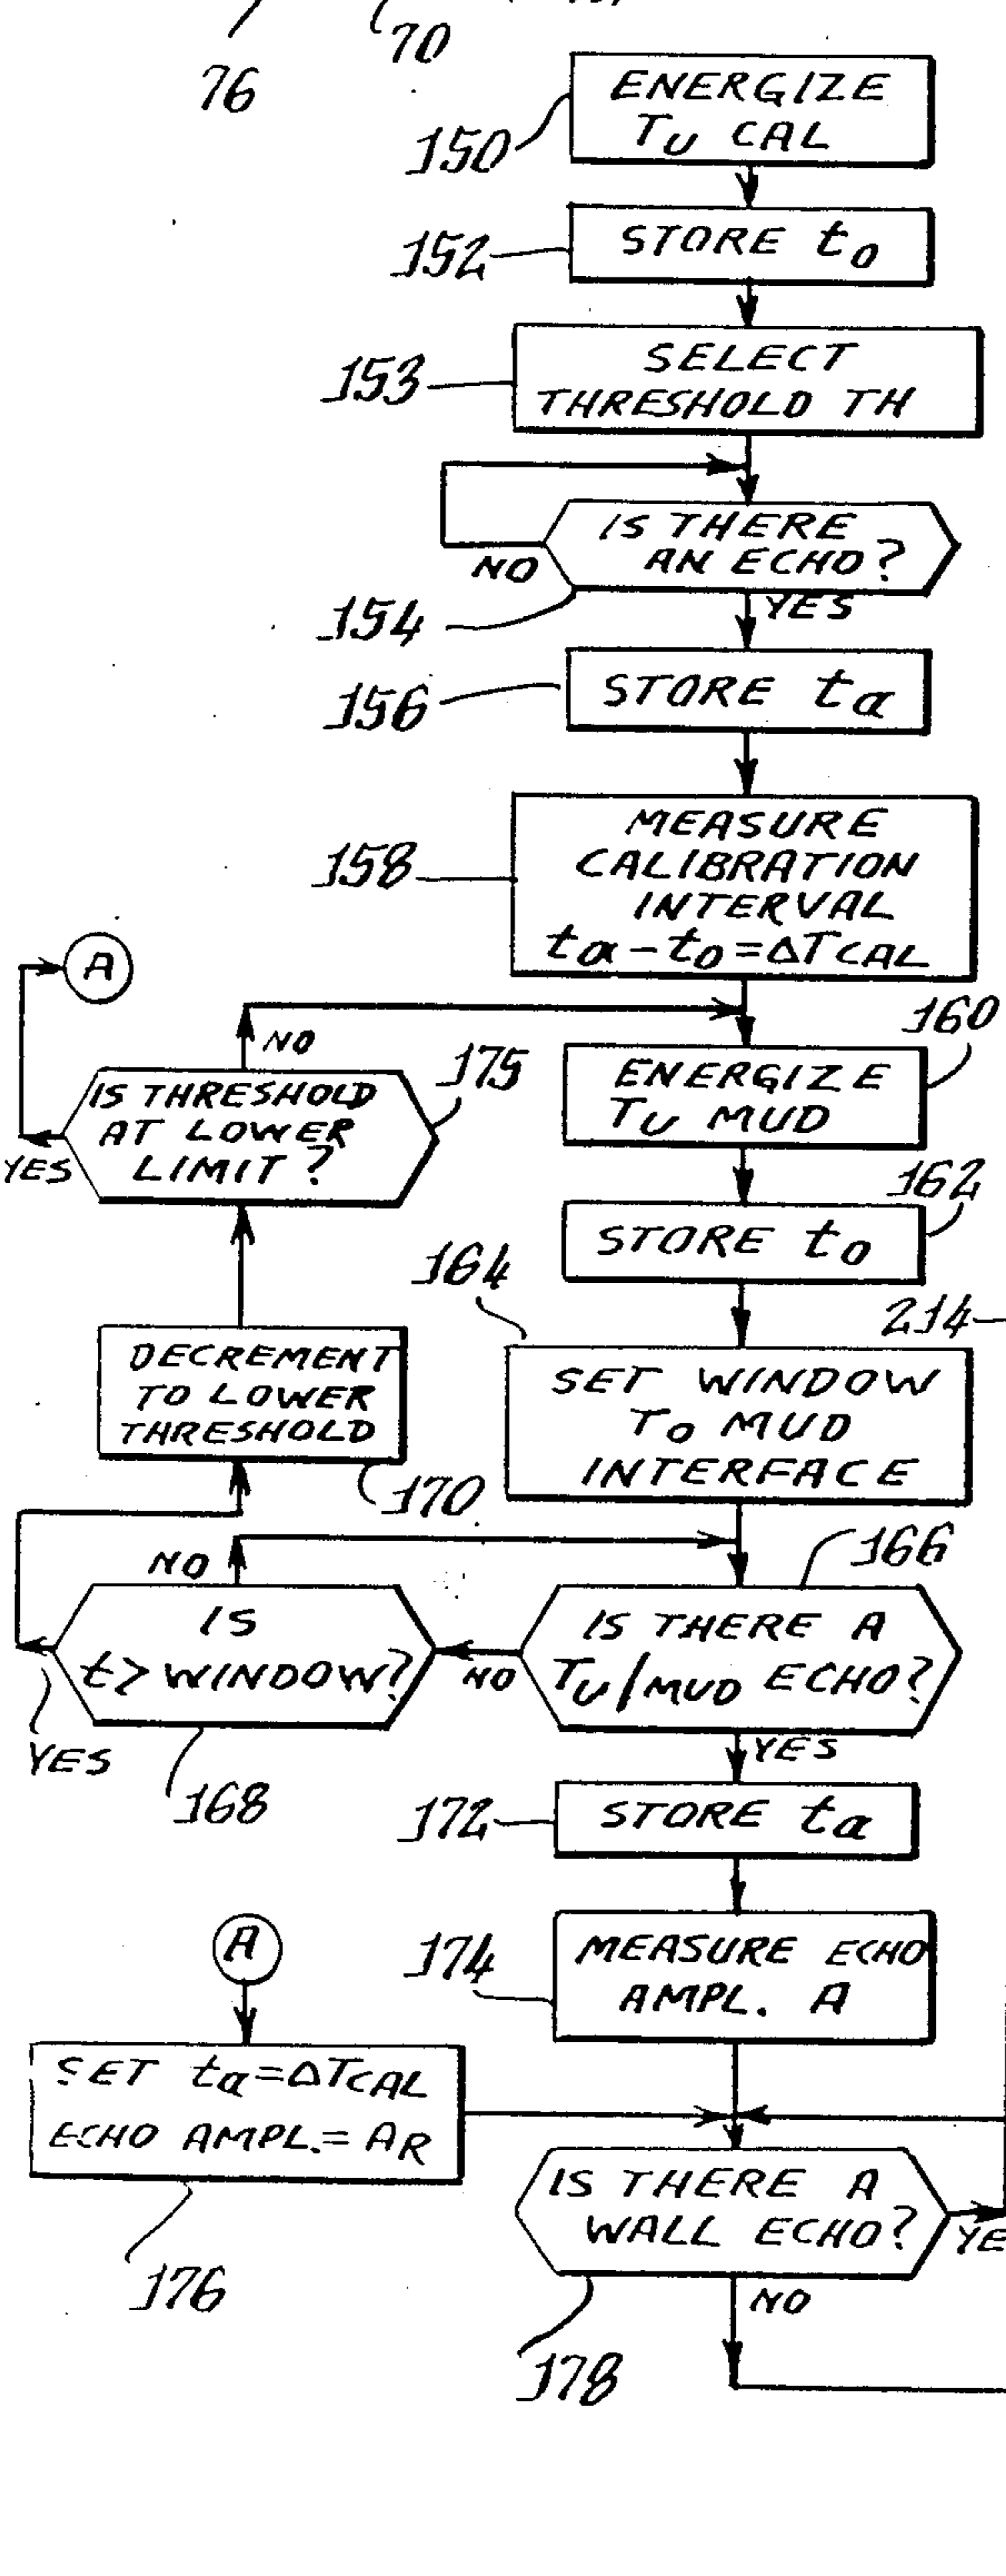 70
76
150
ENERGIZE
TU CAL
152
STORE to
153
SELECT
THRESHOLD TH
IS THERE
AN ECHO?
NO
154
YES
156
STORE ta
158
MEASURE
CALIBRATION
INTERVAL
ta - to = ΔTCAL
A
NO
160
175
IS THRESHOLD
AT LOWER
LIMIT?
YES
ENERGIZE
TU MUD
162
STORE to
164
214
DECREMENT
TO LOWER
THRESHOLD
170
SET WINDOW
TO MUD
INTERFACE
NO
166
IS
t> WINDOW?
NO
IS THERE A
TU/MUD ECHO?
YES
168
YES
172
STORE ta
A
174
MEASURE ECHO
AMPL. A
SET ta = ΔTCAL
ECHO AMPL. = AR
176
IS THERE A
WALL ECHO?
YE
NO
178